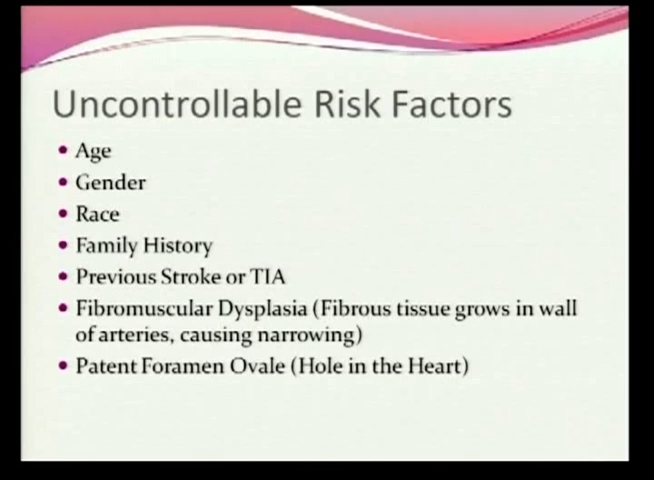 Uncontrollable Risk Factors
• Age
• Gender
• Race
• Family History
• Previous Stroke or TIA
• Fibromuscular Dysplasia (Fibrous tissue grows in wall
of arteries, causing narrowing)
• Patent Foramen Ovale (Hole in the Heart)